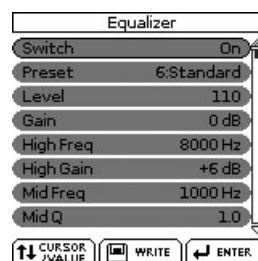 Equalizer
Switch On
Preset 6:Standard
Level 110
Gain 0 dB
High Freq 8000 Hz
High Gain +6 dB
Mid Freq 1000 Hz
Mid Q 1.0
CURSOR /VALUE WRITE ENTER